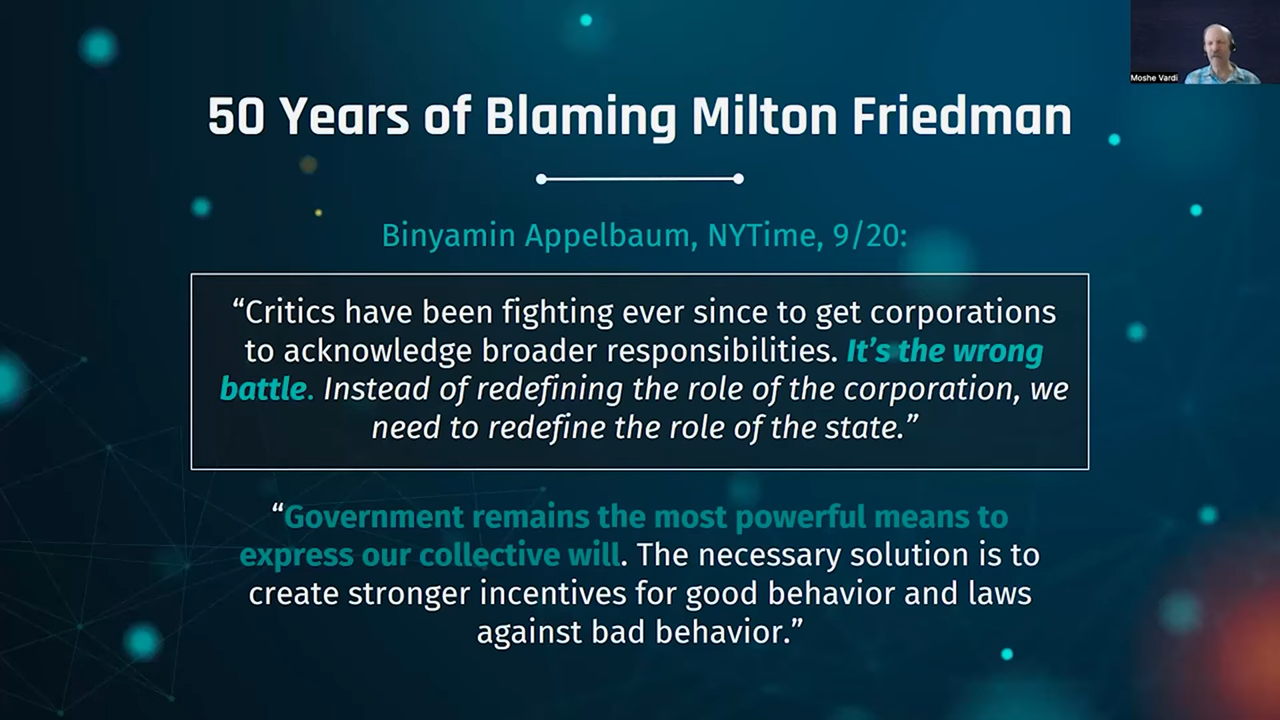 Moshe Vardi
50 Years of Blaming Milton Friedman
Binyamin Appelbaum, NYTime, 9/20:
“Critics have been fighting ever since to get corporations
to acknowledge broader responsibilities. It’s the wrong
battle. Instead of redefining the role of the corporation, we
need to redefine the role of the state.”
“Government remains the most powerful means to
express our collective will. The necessary solution is to
create stronger incentives for good behavior and laws
against bad behavior.”